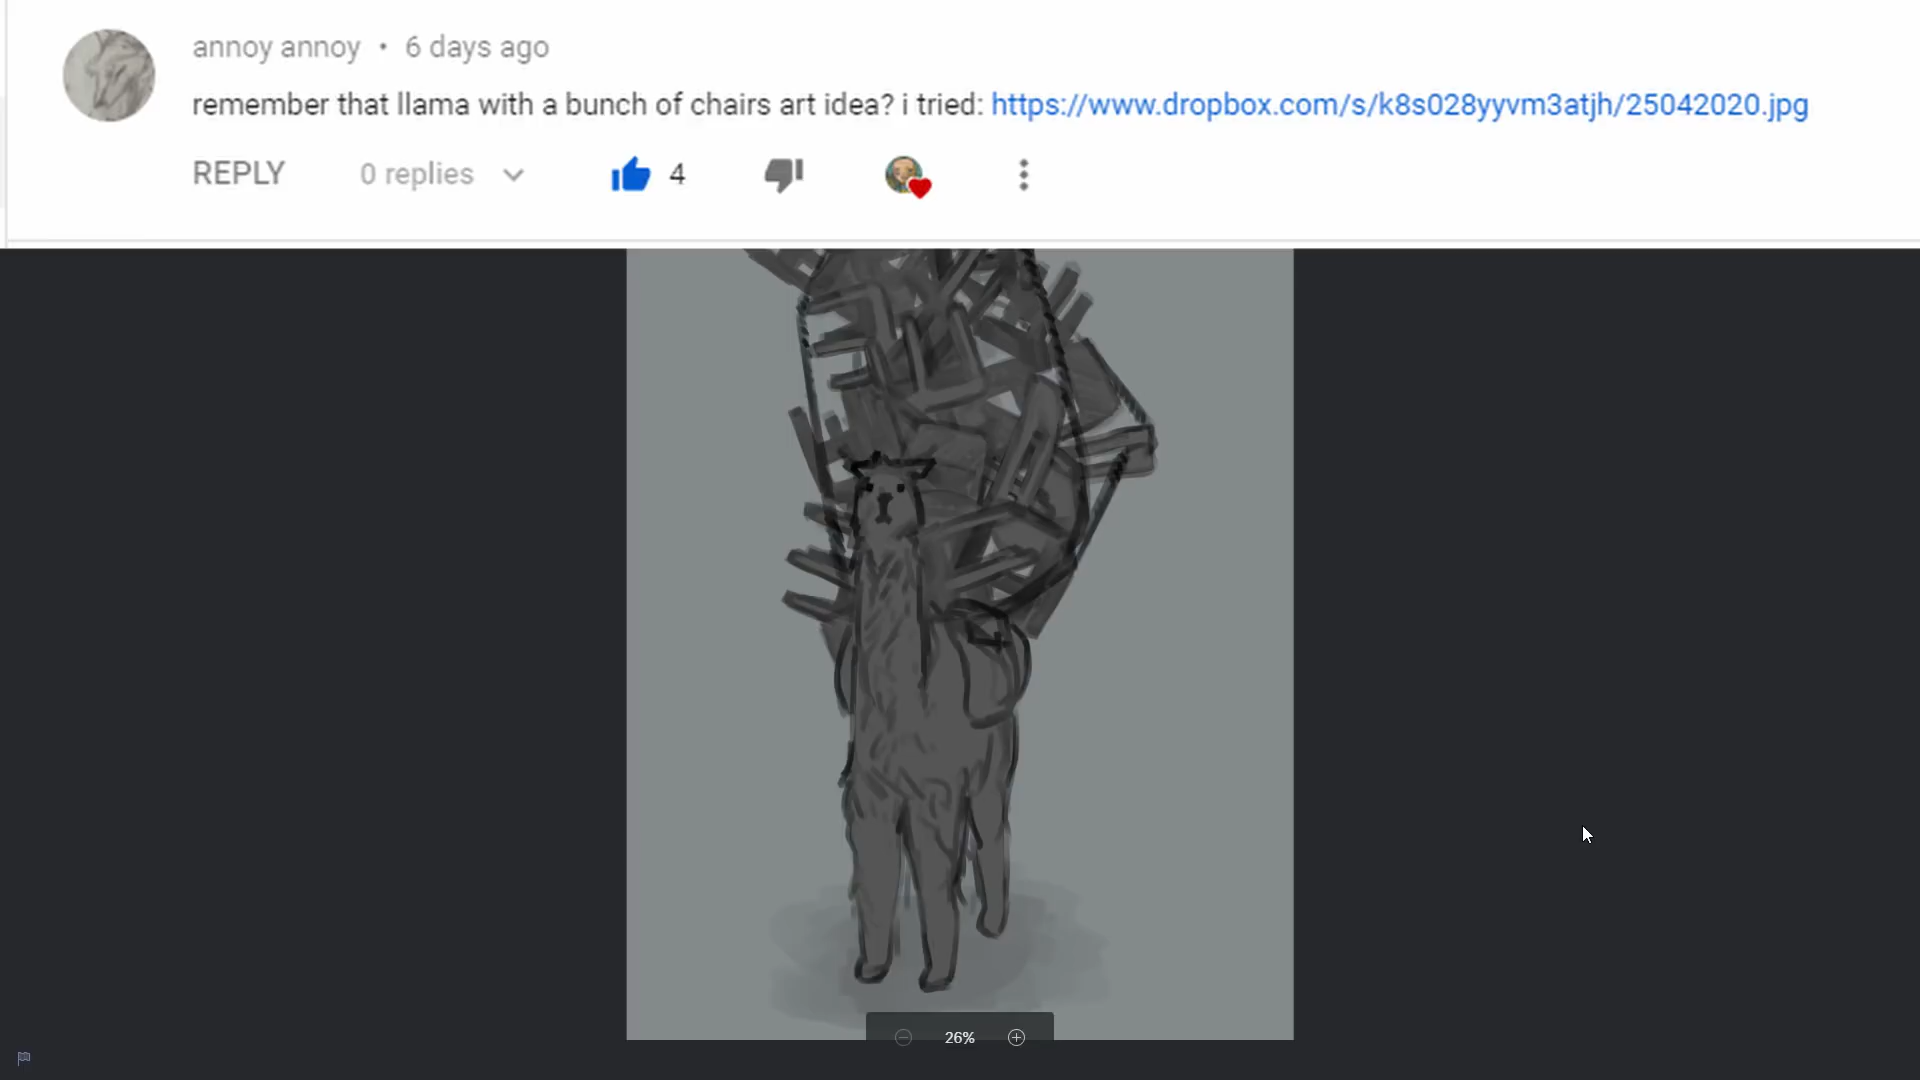 annoy annoy • 6 days ago
remember that llama with a bunch of chairs art idea? i tried: https://www.dropbox.com/s/k8s028yyvm3atjh/25042020.jpg
REPLY 0 replies 4
26%